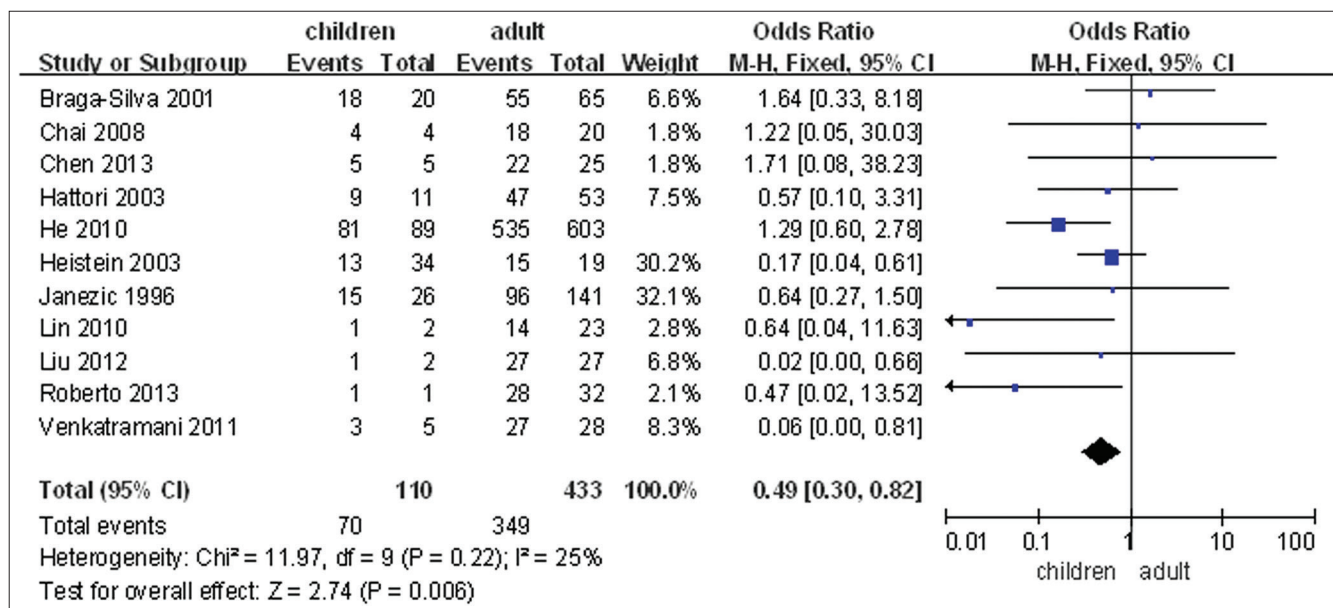 children adult Odds Ratio Odds Ratio
Study or Subgroup Events Total Events Total Weight M-H, Fixed, 95% CI M-H, Fixed, 95% CI
Braga-Silva 2001 18 20 55 65 6.6% 1.64 [0.33, 8.18]
Chai 2008 4 4 18 20 1.8% 1.22 [0.05, 30.03]
Chen 2013 5 5 22 25 1.8% 1.71 [0.08, 38.23]
Hattori 2003 9 11 47 53 7.5% 0.57 [0.10, 3.31]
He 2010 81 89 535 603 1.29 [0.60, 2.78]
Heistein 2003 13 34 15 19 30.2% 0.17 [0.04, 0.61]
Janezic 1996 15 26 96 141 32.1% 0.64 [0.27, 1.50]
Lin 2010 1 2 14 23 2.8% 0.64 [0.04, 11.63]
Liu 2012 1 2 27 27 6.8% 0.02 [0.00, 0.66]
Roberto 2013 1 1 28 32 2.1% 0.47 [0.02, 13.52]
Venkatramani 2011 3 5 27 28 8.3% 0.06 [0.00, 0.81]
Total (95% CI) 110 433 100.0% 0.49 [0.30, 0.82]
Total events 70 349
Heterogeneity: Chi² = 11.97, df = 9 (P = 0.22); I² = 25%
Test for overall effect: Z = 2.74 (P = 0.006)
0.01 0.1 1 10 100
children adult